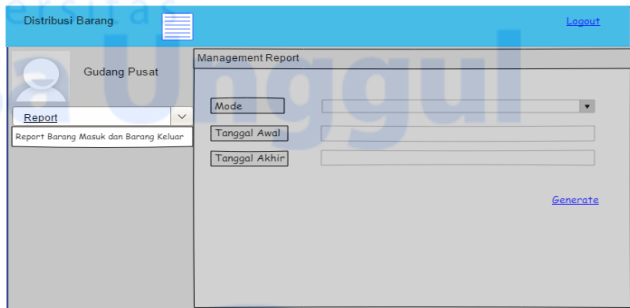 ersitas
Distribusi Barang
Logout
Unggul
Gudang Pusat
Management Report
Report
Report Barang Masuk dan Barang Keluar
Mode
Tanggal Awal
Tanggal Akhir
Generate